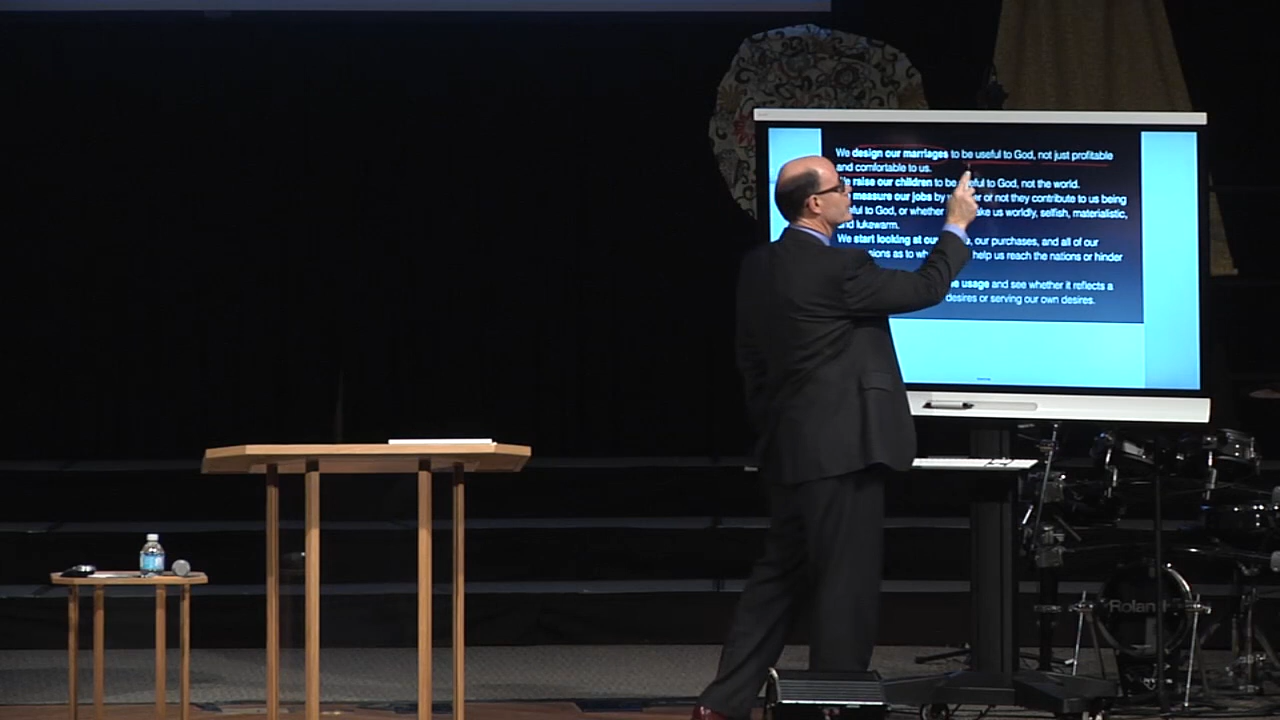 We design our marriages to be useful to God, not just profitable
and comfortable to us.
raise our children to be useful to God, not the world.
measure our jobs by or not they contribute to us being
to God, or whether us worldly, selfish, materialistic,
and lukewarm.
We start looking at our , our purchases, and all of our
as to help us reach the nations or hinder
usage and see whether it reflects a
desires or serving our own desires.
Roland